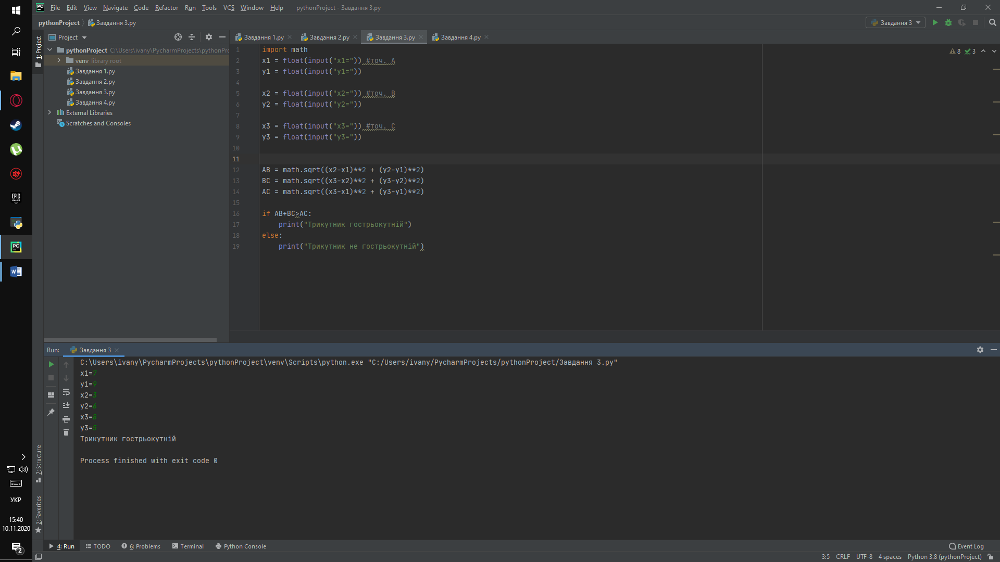 File Edit View Navigate Code Refactor Run Tools VCS Window Help pythonProject - Завдання 3.py
pythonProject Завдання 3.py
Завдання 3
Project
Завдання 1.py Завдання 2.py Завдання 3.py Завдання 4.py
1: Project
pythonProject C:\Users\ivany\PycharmProjects\pythonPro
venv library root
Завдання 1.py
Завдання 2.py
Завдання 3.py
Завдання 4.py
External Libraries
Scratches and Consoles
8 3
1 import math
2 x1 = float(input("x1=")) #точ. A
3 y1 = float(input("y1="))
4
5 x2 = float(input("x2=")) #точ. B
6 y2 = float(input("y2="))
7
8 x3 = float(input("x3=")) #точ. C
9 y3 = float(input("y3="))
10
11
12 AB = math.sqrt((x2-x1)**2 + (y2-y1)**2)
13 BC = math.sqrt((x3-x2)**2 + (y3-y2)**2)
14 AC = math.sqrt((x3-x1)**2 + (y3-y1)**2)
15
16 if AB+BC>AC:
17 print("Трикутник гострьокутній")
18 else:
19 print("Трикутник не гострьокутній")
Run: Завдання 3
C:\Users\ivany\PycharmProjects\pythonProject\venv\Scripts\python.exe "C:/Users/ivany/PycharmProjects/pythonProject/Завдання 3.py"
x1=7
y1=9
x2=3
y2=6
x3=8
y3=5
Трикутник гострьокутній
Process finished with exit code 0
7: Structure
2: Favorites
4: Run TODO 6: Problems Terminal Python Console Event Log
3:5 CRLF UTF-8 4 spaces Python 3.8 (pythonProject)
EPIC GAMES
PC
W
УКР
15:40
10.11.2020
2